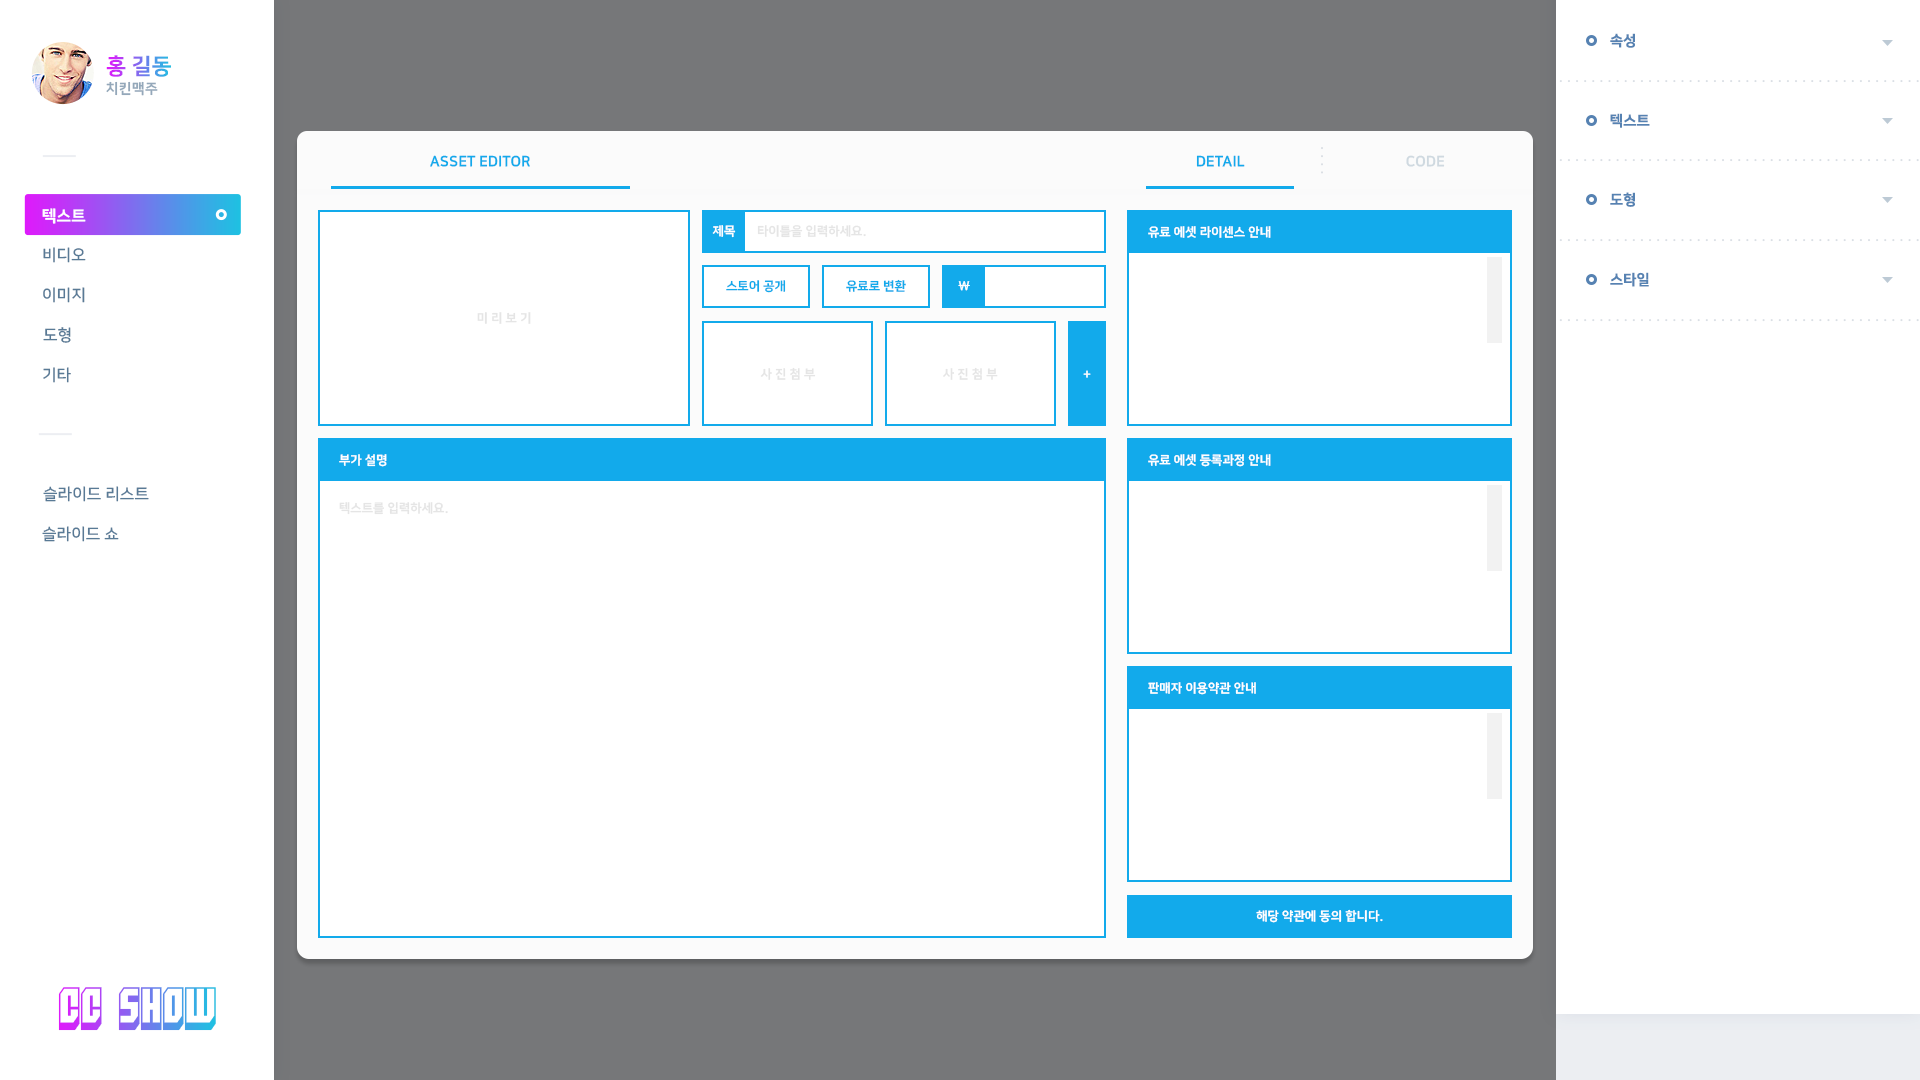 홍 길동
치킨맥주
텍스트
비디오
이미지
도형
기타
슬라이드 리스트
슬라이드 쇼
CC SHOW
ASSET EDITOR
DETAIL
CODE
미리보기
제목
타이틀을 입력하세요.
스토어 공개
유료로 변환
₩
사진첨부
사진첨부
+
부가 설명
텍스트를 입력하세요.
유료 에셋 라이센스 안내
유료 에셋 등록과정 안내
판매자 이용약관 안내
해당 약관에 동의 합니다.
속성
텍스트
도형
스타일